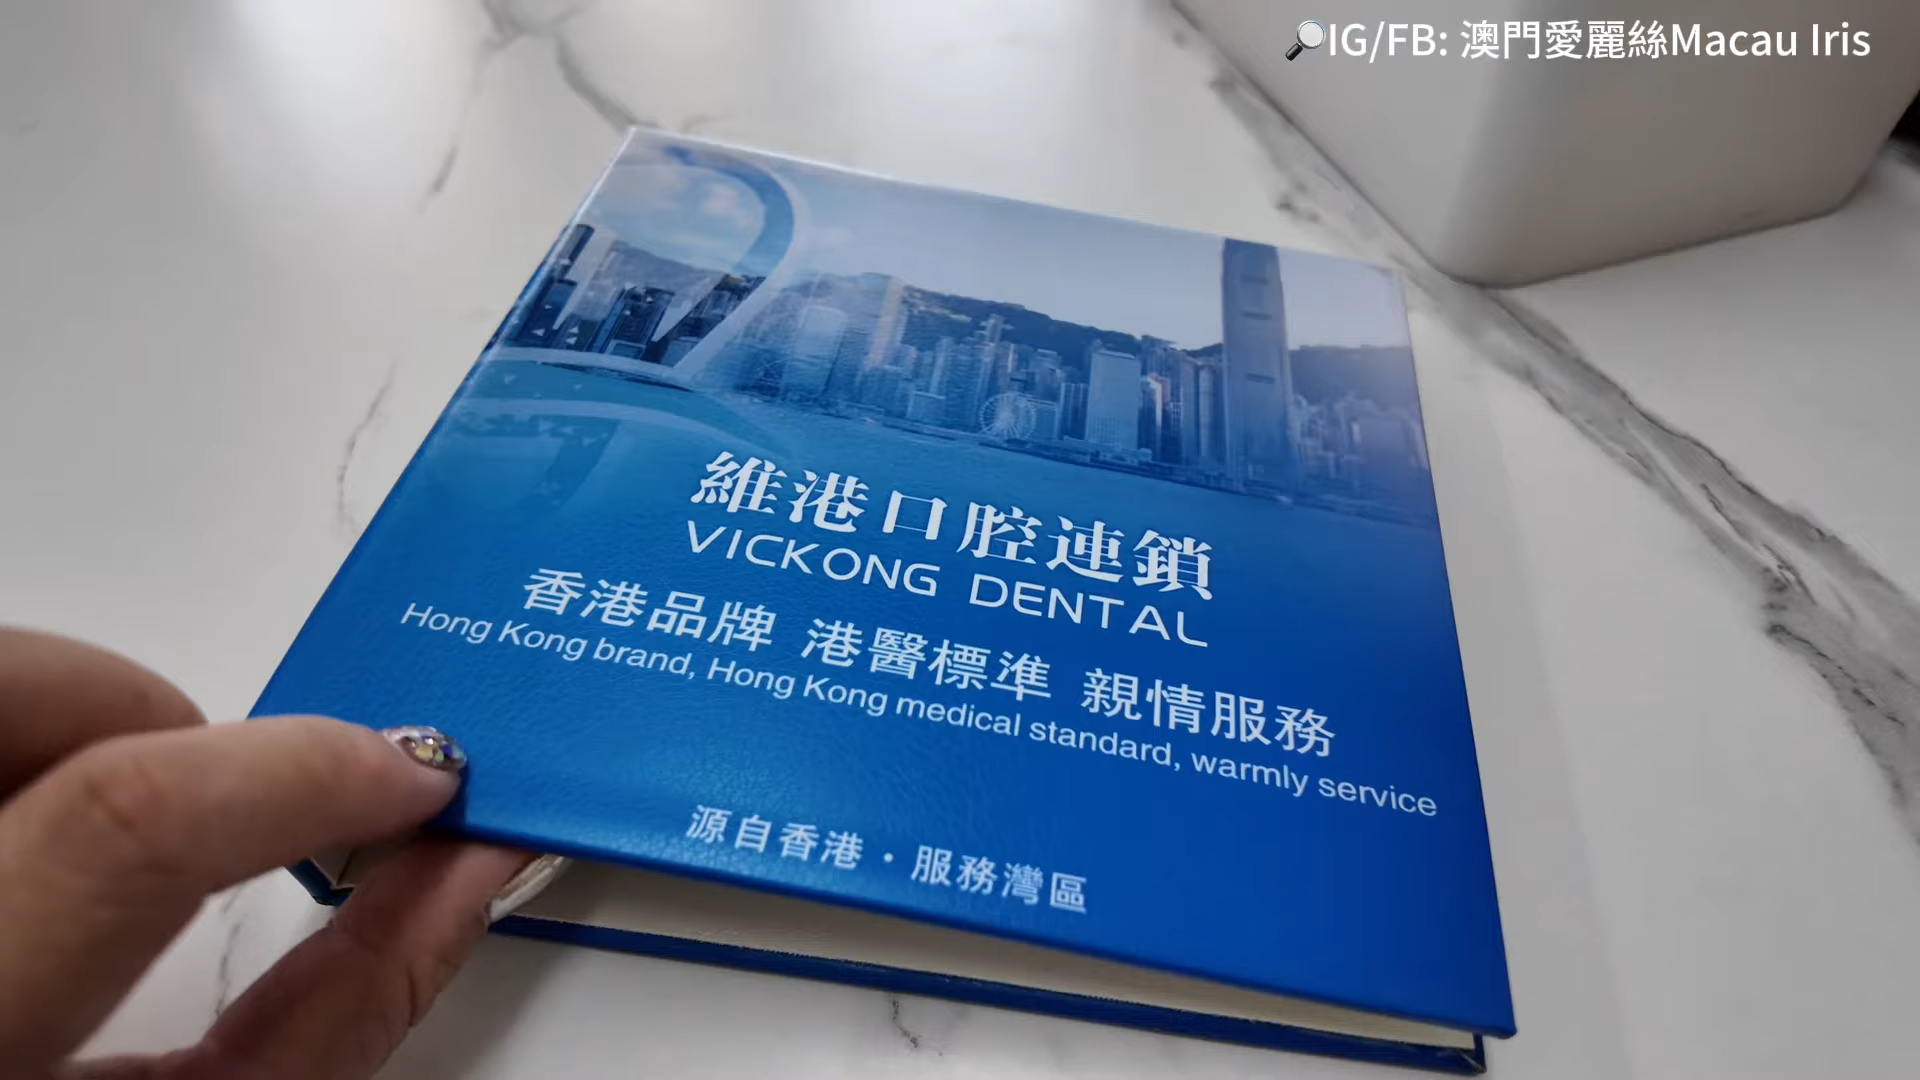 IG/FB: 澳門愛麗絲Macau Iris
維港口腔連鎖
VICKONG DENTAL
香港品牌 港醫標準 親情服務
Hong Kong brand, Hong Kong medical standard, warmly service
源自香港·服務灣區